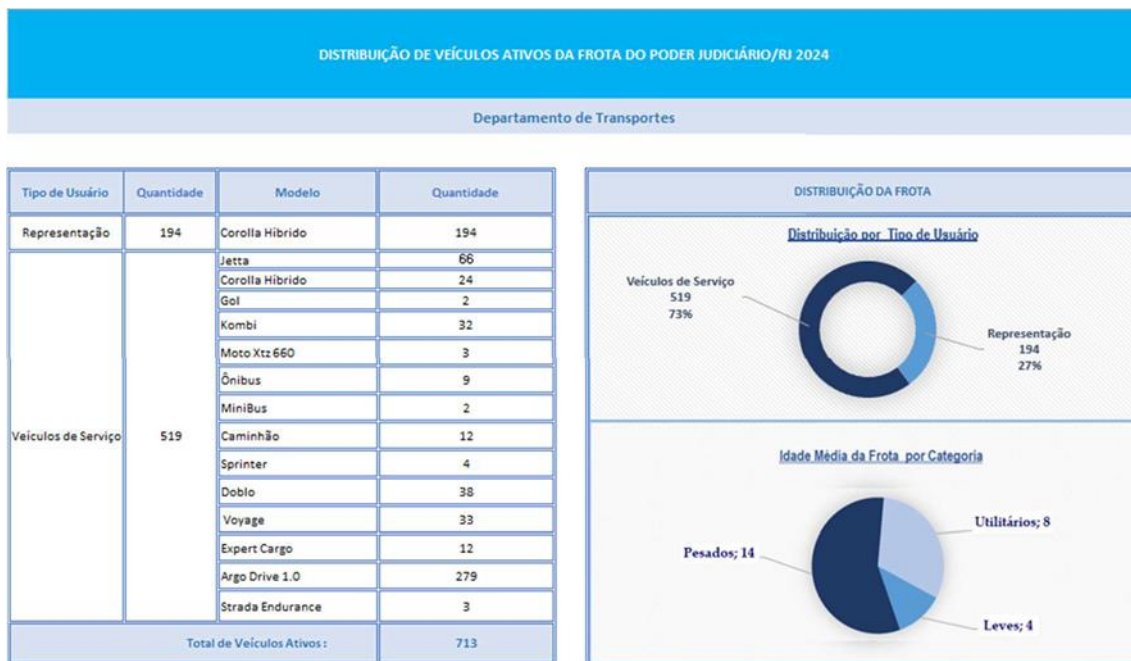 DISTRIBUIÇÃO DE VEÍCULOS ATIVOS DA FROTA DO PODER JUDICIÁRIO/RJ 2024
Departamento de Transportes
Tipo de Usuário Quantidade Modelo Quantidade
Representação 194 Corolla Híbrido 194
Veículos de Serviço 519
Jetta 66
Corolla Híbrido 24
Gol 2
Kombi 32
Moto Xtz 660 3
Ônibus 9
MiniBus 2
Caminhão 12
Sprinter 4
Doblo 38
Voyage 33
Expert Cargo 12
Argo Drive 1.0 279
Strada Endurance 3
Total de Veículos Ativos : 713
DISTRIBUIÇÃO DA FROTA
Distribuição por Tipo de Usuário
Veículos de Serviço
519
73%
Representação
194
27%
Idade Média da Frota por Categoria
Utilitários; 8
Pesados; 14
Leves; 4